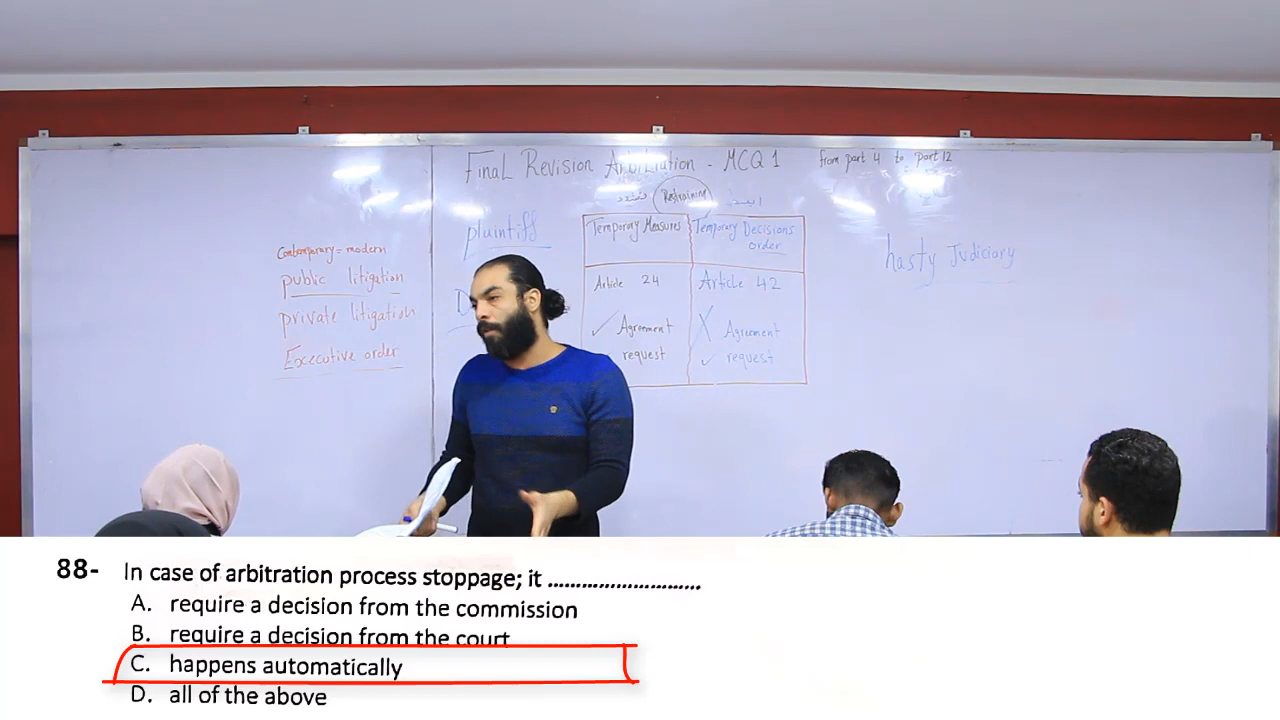 Final Revision Arbitration - MCQ 1
from part 4 to part 12
Restraining
plaintiff
D
Temporary Measures
Temporary Decisions order
Article 24
Article 42
✓ Agreement
X Agreement
request
✓ request
hasty Judiciary
Contemporary = modern
public litigation
private litigation
Executive order
88- In case of arbitration process stoppage; it ...........................
A. require a decision from the commission
B. require a decision from the court
C. happens automatically
D. all of the above